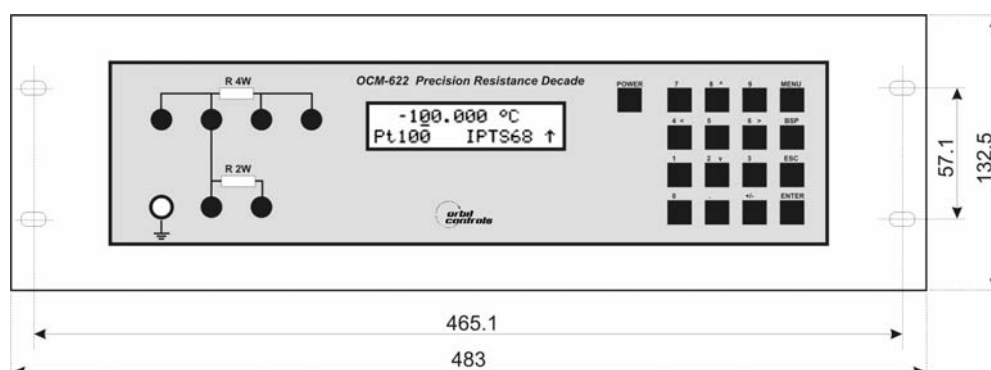 R 4W
OCM-622 Precision Resistance Decade
-100.000 °C
Pt100 IPTS68 ↑
R 2W
orbit
controls
POWER 7 8 ^ 9 MENU
4 < 5 6 > BSP
1 2 v 3 ESC
0 . +/- ENTER
57.1
132.5
465.1
483